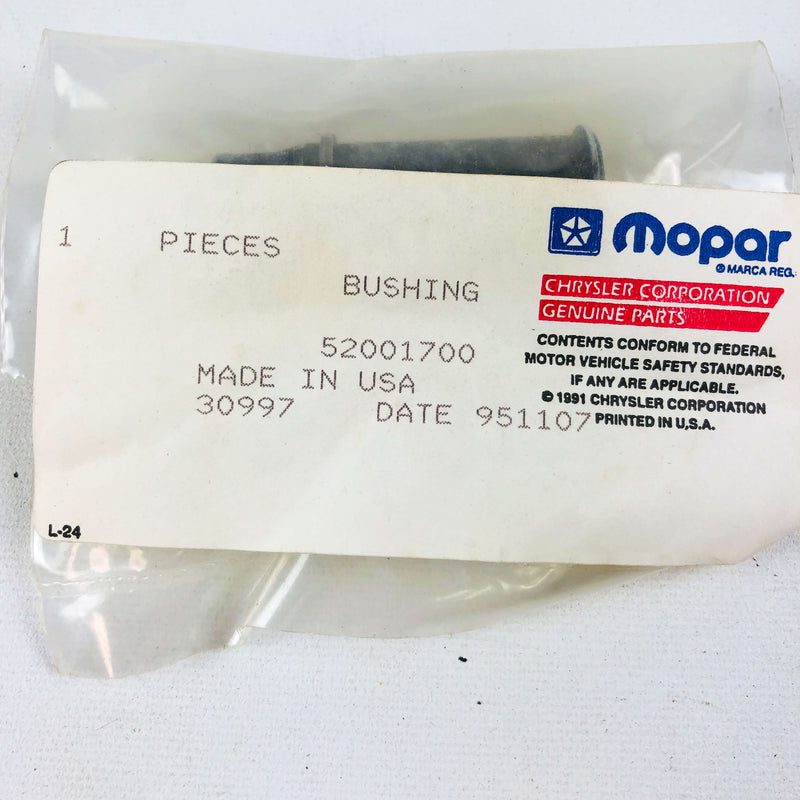 1 PIECES
BUSHING
52001700
MADE IN USA
30997 DATE 951107
mopar
® MARCA REG.
CHRYSLER CORPORATION
GENUINE PARTS
CONTENTS CONFORM TO FEDERAL
MOTOR VEHICLE SAFETY STANDARDS,
IF ANY ARE APPLICABLE.
© 1991 CHRYSLER CORPORATION
PRINTED IN U.S.A.
L-24